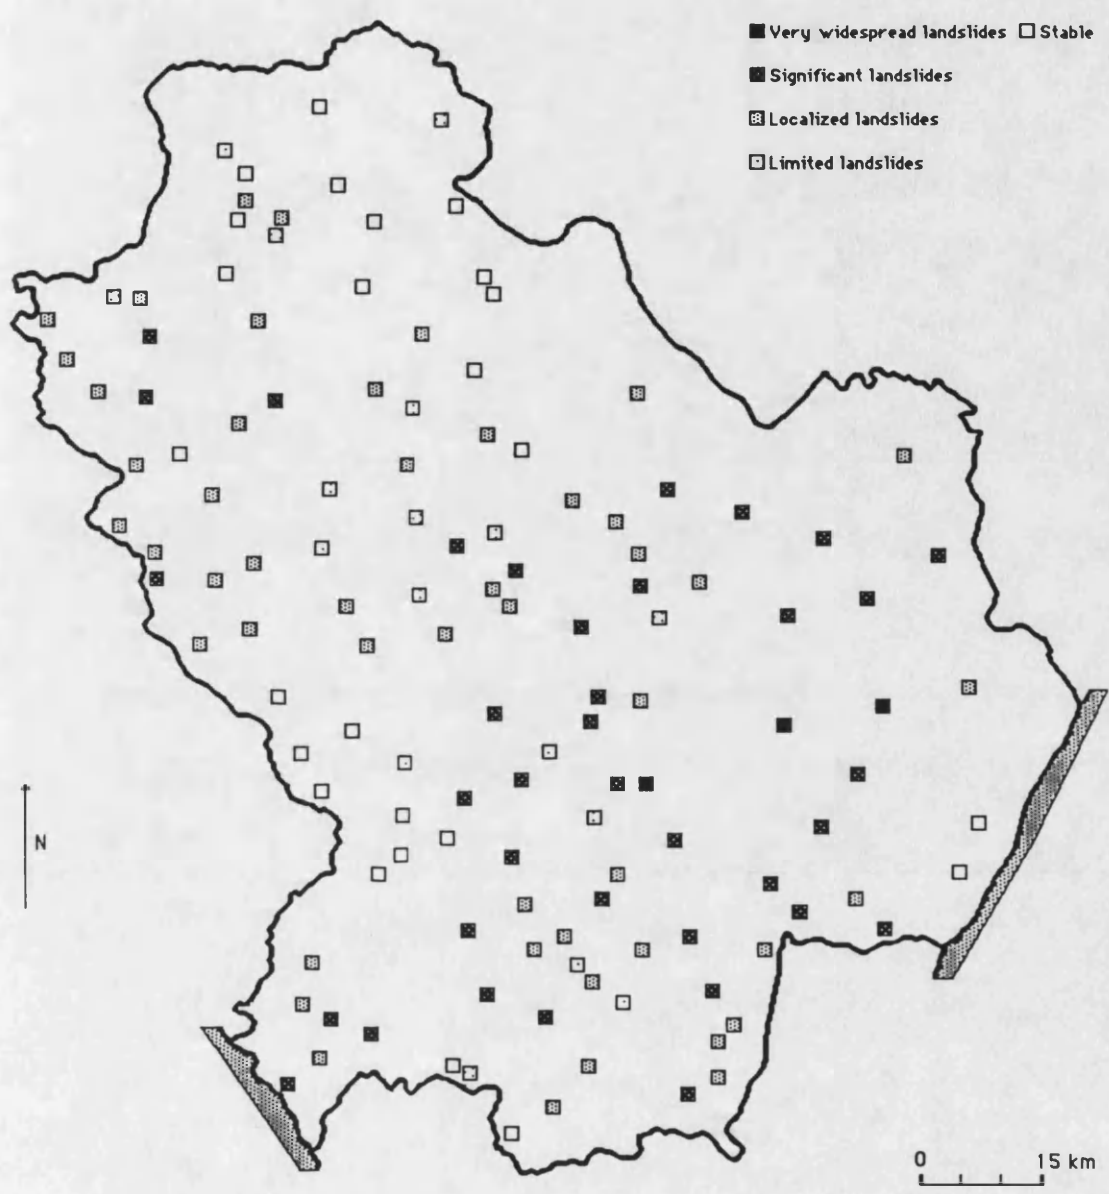 Very widespread landslides Stable
Significant landslides
Localized landslides
Limited landslides
N
0 15 km